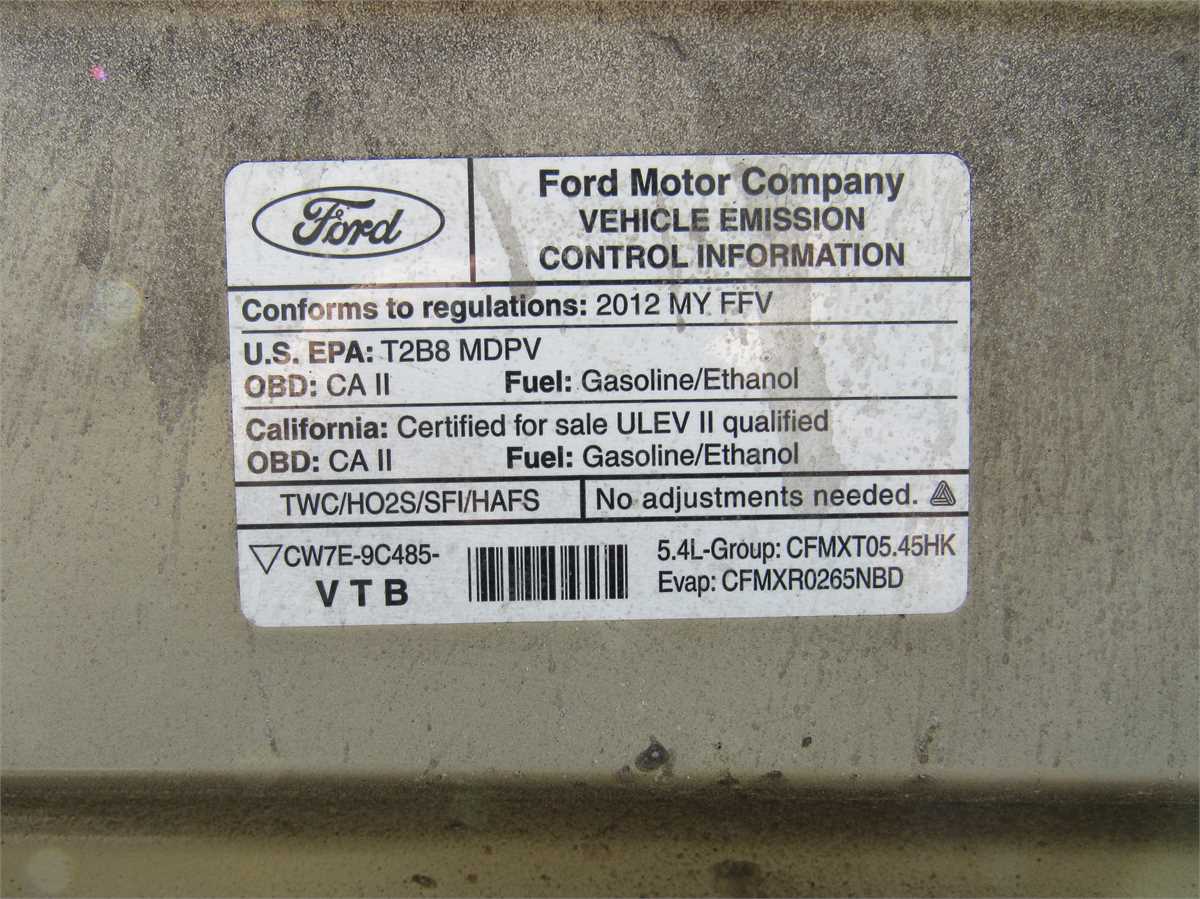 Ford
Ford Motor Company
VEHICLE EMISSION
CONTROL INFORMATION
Conforms to regulations: 2012 MY FFV
U.S. EPA: T2B8 MDPV
OBD: CA II Fuel: Gasoline/Ethanol
California: Certified for sale ULEV II qualified
OBD: CA II Fuel: Gasoline/Ethanol
TWC/HO2S/SFI/HAFS
No adjustments needed.
CW7E-9C485-
VTB
5.4L-Group: CFMXT05.45HK
Evap: CFMXR0265NBD